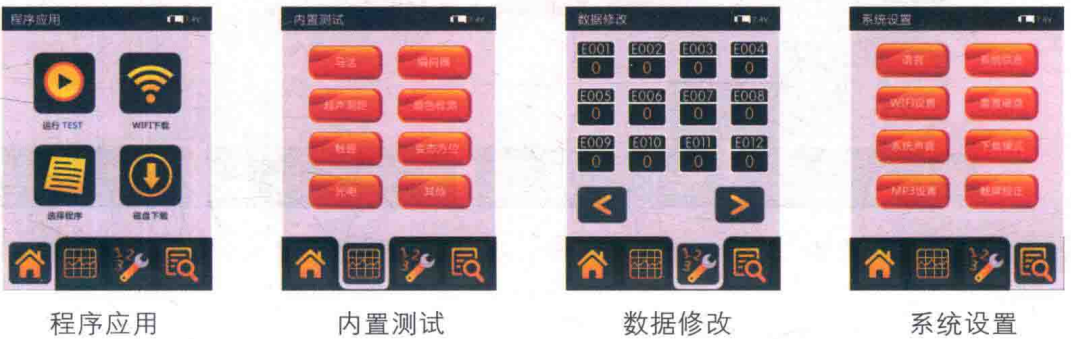 程序应用
运行 TEST
WIFI下载
选择程序
磁盘下载
程序应用
内置测试
马达
编码器
超声测距
颜色检测
触碰
姿态方位
光电
其他
内置测试
数据修改
E001 E002 E003 E004
0 0 0 0
E005 E006 E007 E008
0 0 0 0
E009 E010 E011 E012
0 0 0 0
数据修改
系统设置
语言
系统信息
WIFI设置
重置磁盘
系统声音
下载模式
MP3设置
触屏校正
系统设置